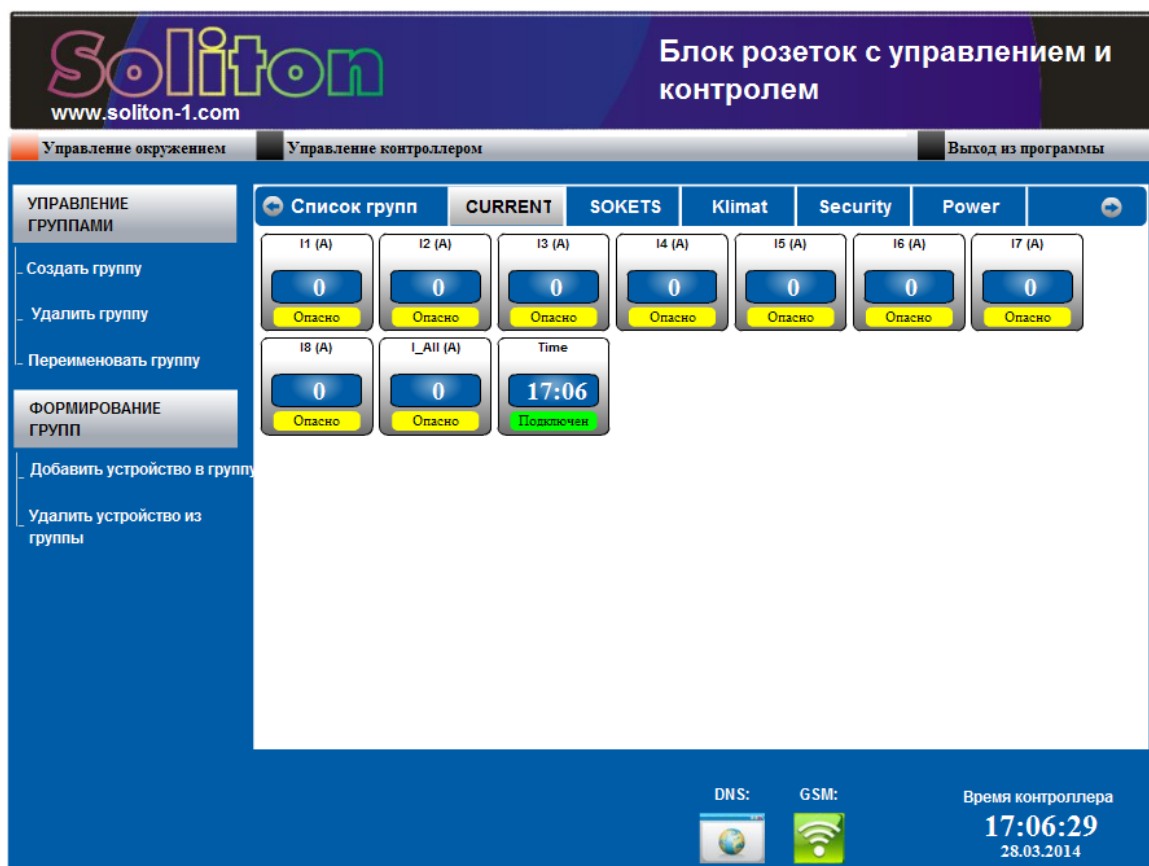 Soliton
www.soliton-1.com
Блок розеток с управлением и
контролем
Управление окружением
Управление контроллером
Выход из программы
УПРАВЛЕНИЕ
ГРУППАМИ
Создать группу
Удалить группу
Переименовать группу
ФОРМИРОВАНИЕ
ГРУПП
Добавить устройство в группу
Удалить устройство из
группы
Список групп CURRENT SOKETS Klimat Security Power
I1 (A) I2 (A) I3 (A) I4 (A) I5 (A) I6 (A) I7 (A)
0 0 0 0 0 0 0
Опасно Опасно Опасно Опасно Опасно Опасно Опасно
I8 (A) I_All (A) Time
0 0 17:06
Опасно Опасно Подключен
DNS: GSM:
Время контроллера
17:06:29
28.03.2014